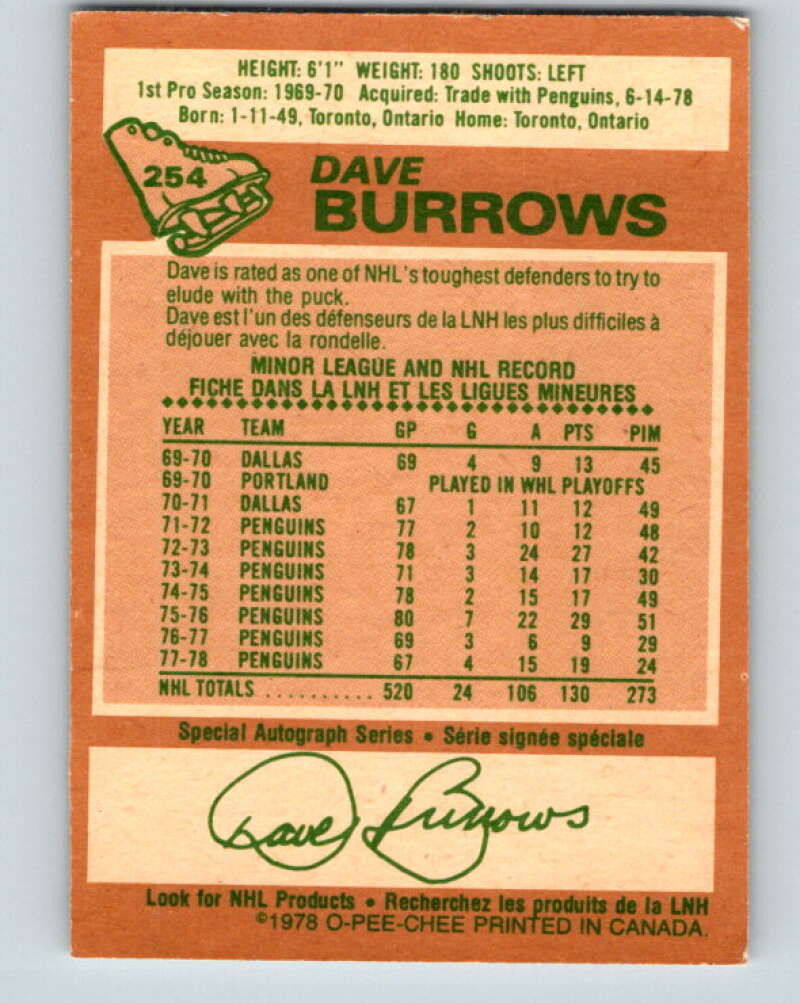 HEIGHT: 6'1" WEIGHT: 180 SHOOTS: LEFT
1st Pro Season: 1969-70 Acquired: Trade with Penguins, 6-14-78
Born: 1-11-49, Toronto, Ontario Home: Toronto, Ontario
254
DAVE
BURROWS
Dave is rated as one of NHL's toughest defenders to try to
elude with the puck.
Dave est l'un des défenseurs de la LNH les plus difficiles à
déjouer avec la rondelle.
MINOR LEAGUE AND NHL RECORD
FICHE DANS LA LNH ET LES LIGUES MINEURES
YEAR TEAM GP G A PTS PIM
69-70 DALLAS 69 4 9 13 45
69-70 PORTLAND PLAYED IN WHL PLAYOFFS
70-71 DALLAS 67 1 11 12 49
71-72 PENGUINS 77 2 10 12 48
72-73 PENGUINS 78 3 24 27 42
73-74 PENGUINS 71 3 14 17 30
74-75 PENGUINS 78 2 15 17 49
75-76 PENGUINS 80 7 22 29 51
76-77 PENGUINS 69 3 6 9 29
77-78 PENGUINS 67 4 15 19 24
NHL TOTALS .......... 520 24 106 130 273
Special Autograph Series • Série signée spéciale
Dave Burrows
Look for NHL Products • Recherchez les produits de la LNH
©1978 O-PEE-CHEE PRINTED IN CANADA.